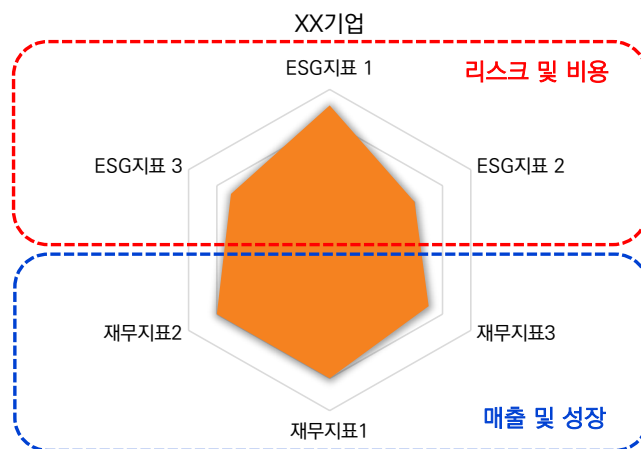 XX기업
ESG지표 1
리스크 및 비용
ESG지표 3
ESG지표 2
재무지표2
재무지표3
매출 및 성장
재무지표1